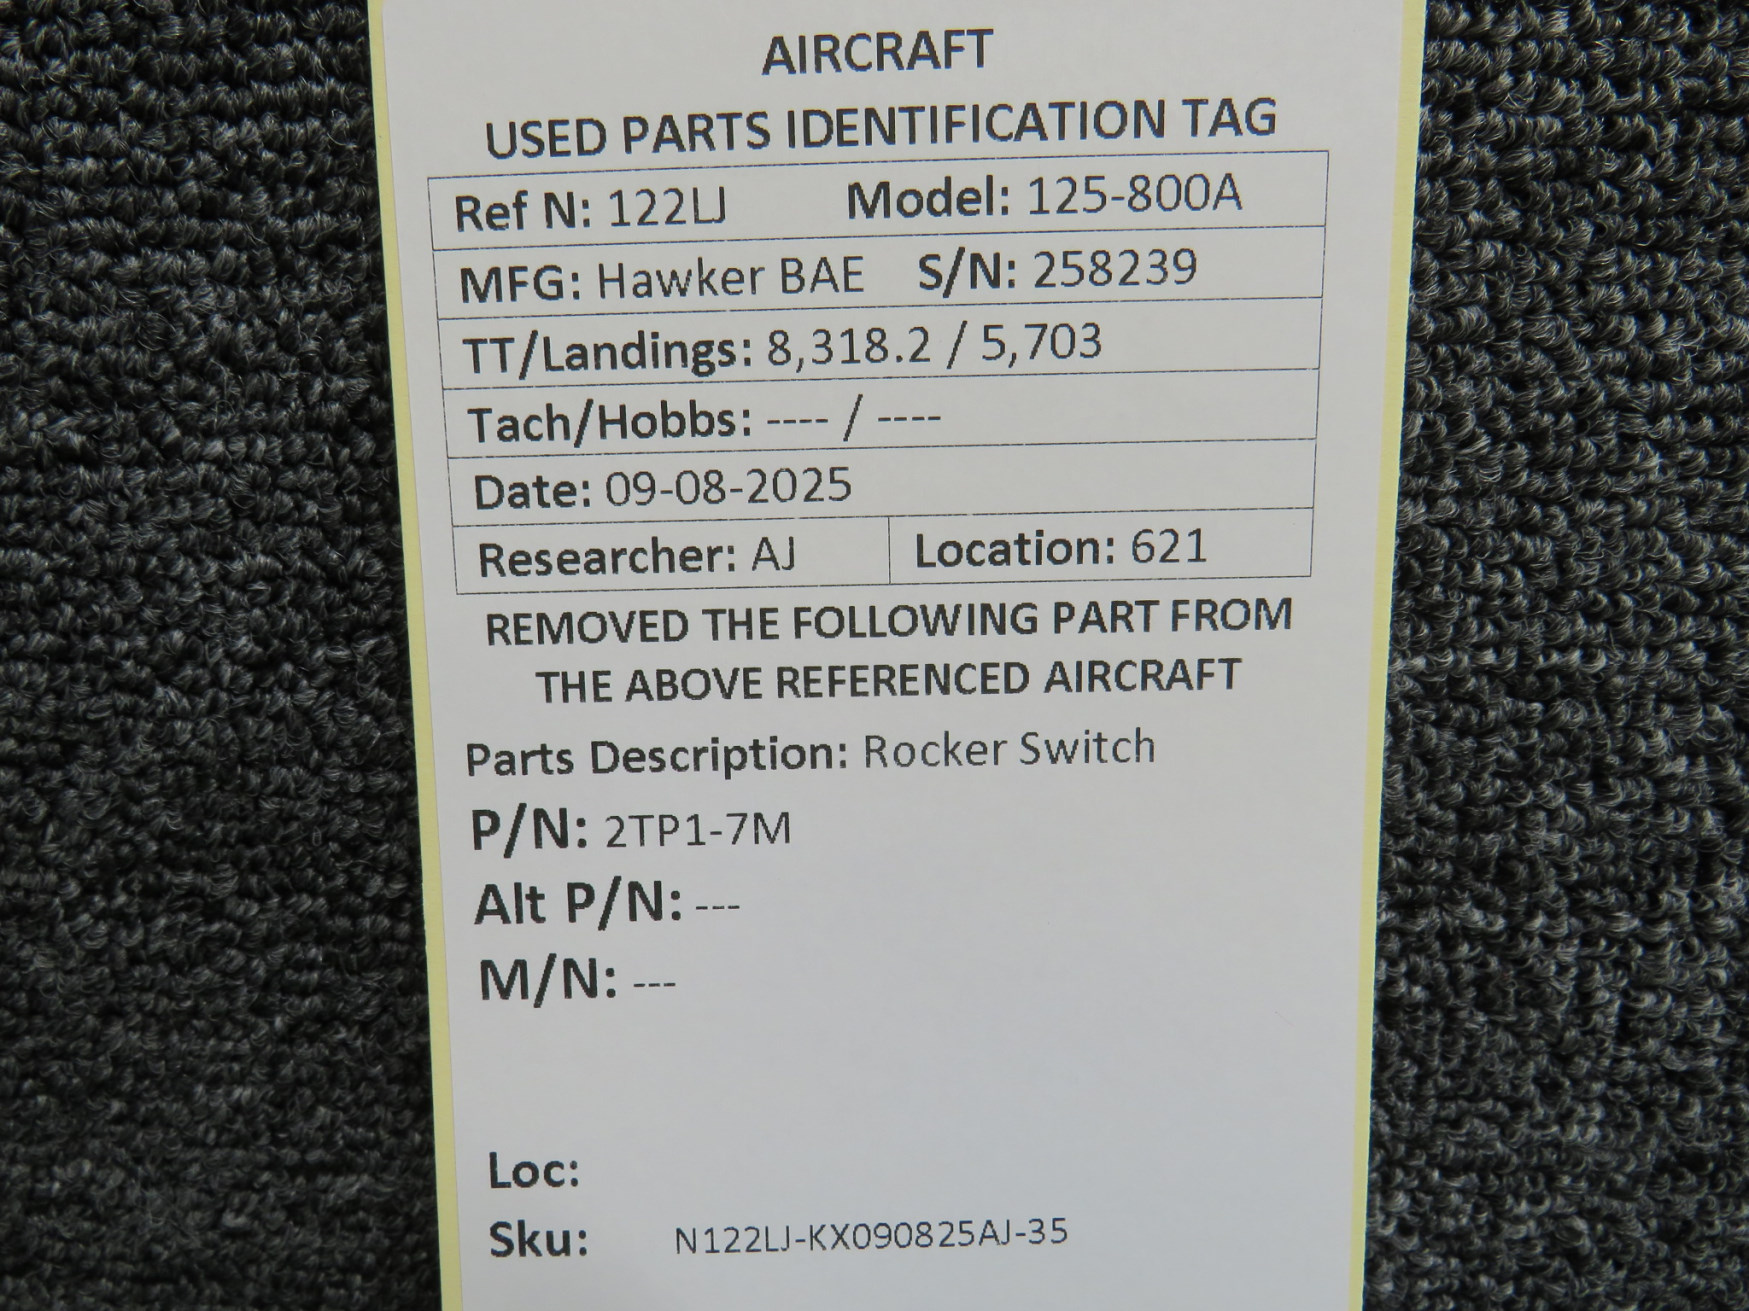 AIRCRAFT
USED PARTS IDENTIFICATION TAG
Ref N: 122LJ Model: 125-800A
MFG: Hawker BAE S/N: 258239
TT/Landings: 8,318.2 / 5,703
Tach/Hobbs: ---- / ----
Date: 09-08-2025
Researcher: AJ Location: 621
REMOVED THE FOLLOWING PART FROM
THE ABOVE REFERENCED AIRCRAFT
Parts Description: Rocker Switch
P/N: 2TP1-7M
Alt P/N: ---
M/N: ---
Loc:
Sku: N122LJ-KX090825AJ-35